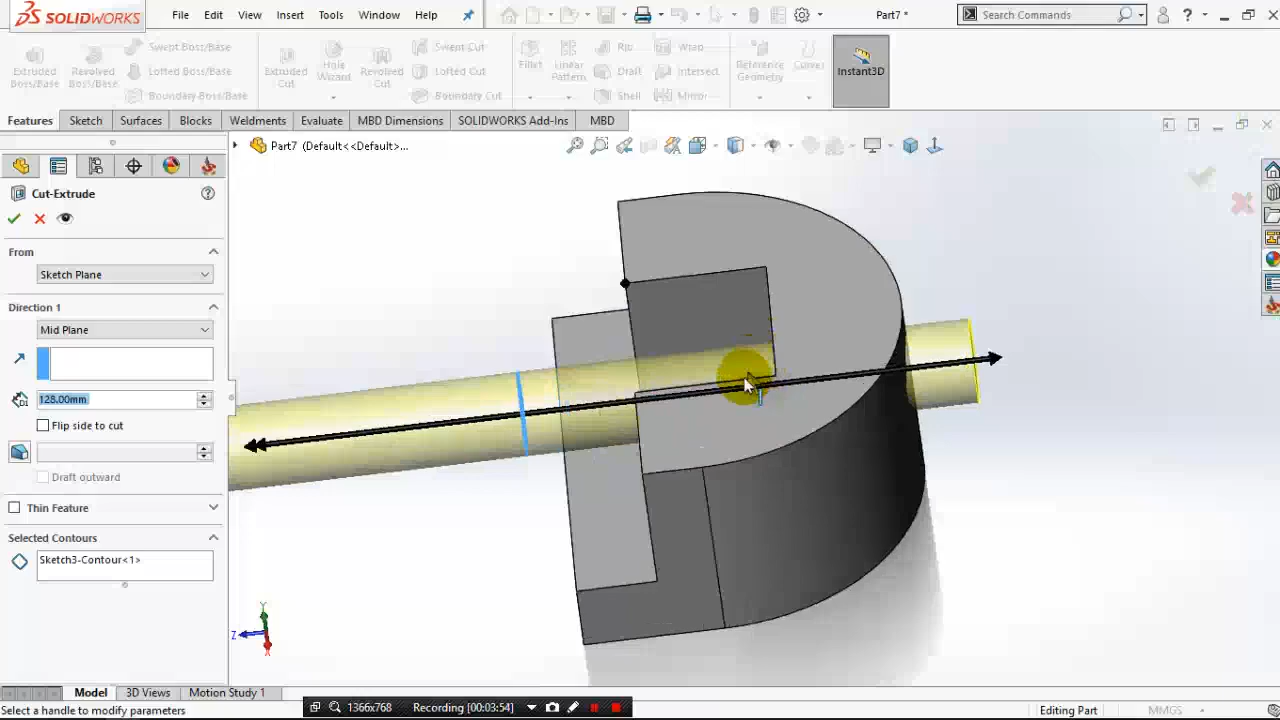 SOLIDWORKS
File Edit View Insert Tools Window Help
Part7 *
Search Commands
Extruded Boss/Base
Revolved Boss/Base
Swept Boss/Base
Lofted Boss/Base
Boundary Boss/Base
Extruded Cut
Hole Wizard
Revolved Cut
Swept Cut
Lofted Cut
Boundary Cut
Fillet
Linear Pattern
Rib
Draft
Shell
Wrap
Intersect
Mirror
Reference Geometry
Curves
Instant3D
Features Sketch Surfaces Blocks Weldments Evaluate MBD Dimensions SOLIDWORKS Add-Ins MBD
Part7 (Default<<Default>...
Cut-Extrude
From
Sketch Plane
Direction 1
Mid Plane
D1
128.00mm
Flip side to cut
Draft outward
Thin Feature
Selected Contours
Sketch3-Contour<1>
Y
Z
X
Model 3D Views Motion Study 1
Select a handle to modify parameters
1366x768 Recording [00:03:54]
Editing Part
MMGS